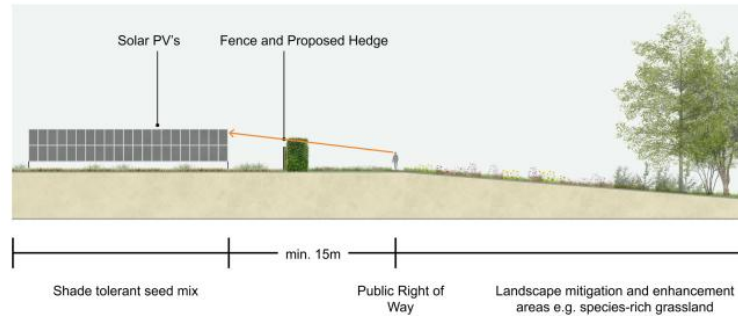 Solar PV's
Fence and Proposed Hedge
min. 15m
Shade tolerant seed mix
Public Right of
Way
Landscape mitigation and enhancement
areas e.g. species-rich grassland